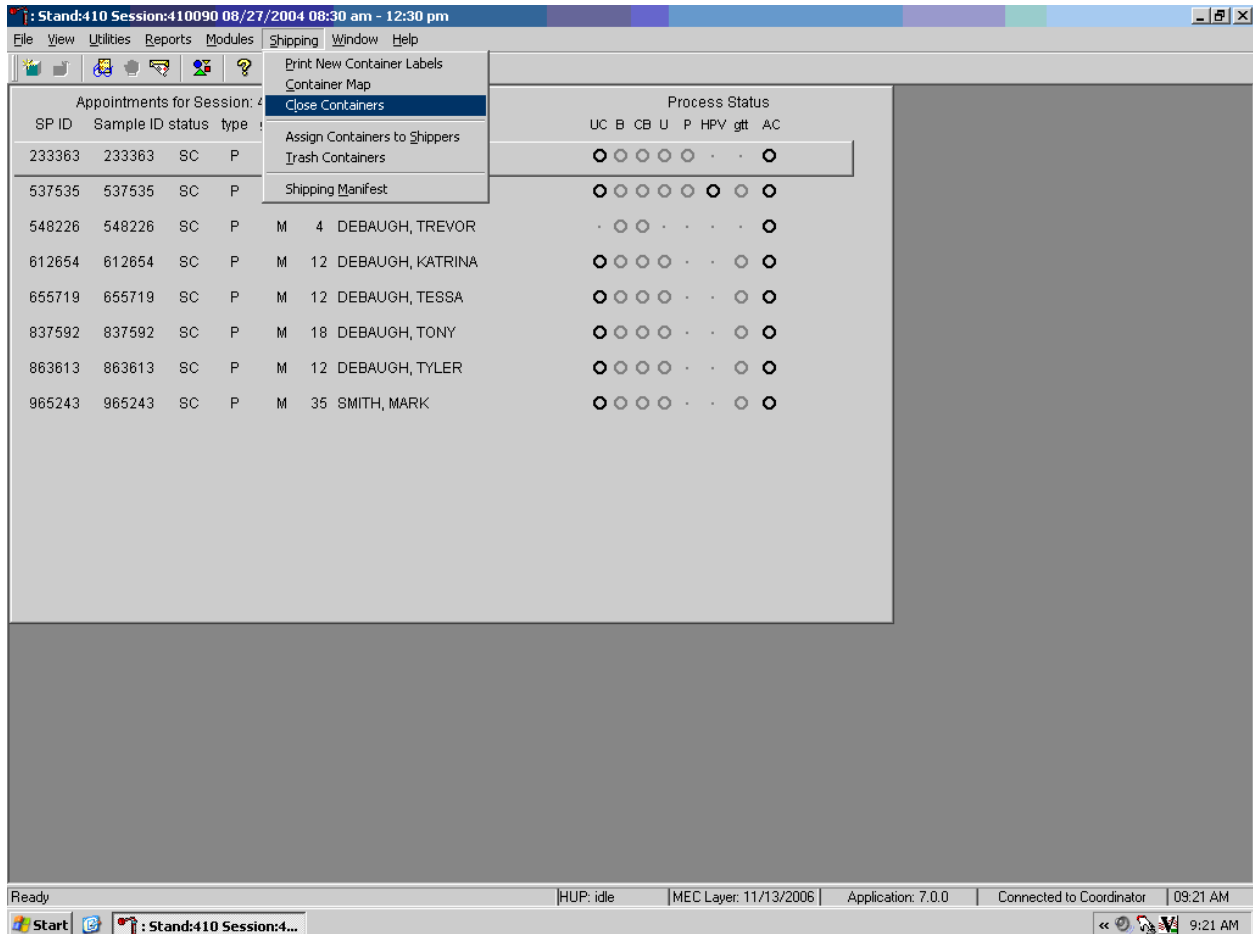 : Stand:410 Session:410090 08/27/2004 08:30 am - 12:30 pm
File View Utilities Reports Modules Shipping Window Help
Print New Container Labels
Container Map
Close Containers
Assign Containers to Shippers
Trash Containers
Shipping Manifest
Appointments for Session: 4
Process Status
SP ID Sample ID status type UC B CB U P HPV gtt AC
233363 233363 SC P
537535 537535 SC P
548226 548226 SC P M 4 DEBAUGH, TREVOR
612654 612654 SC P M 12 DEBAUGH, KATRINA
655719 655719 SC P M 12 DEBAUGH, TESSA
837592 837592 SC P M 18 DEBAUGH, TONY
863613 863613 SC P M 12 DEBAUGH, TYLER
965243 965243 SC P M 35 SMITH, MARK
Ready HUP: idle MEC Layer: 11/13/2006 Application: 7.0.0 Connected to Coordinator 09:21 AM
Start : Stand:410 Session:4... « 9:21 AM